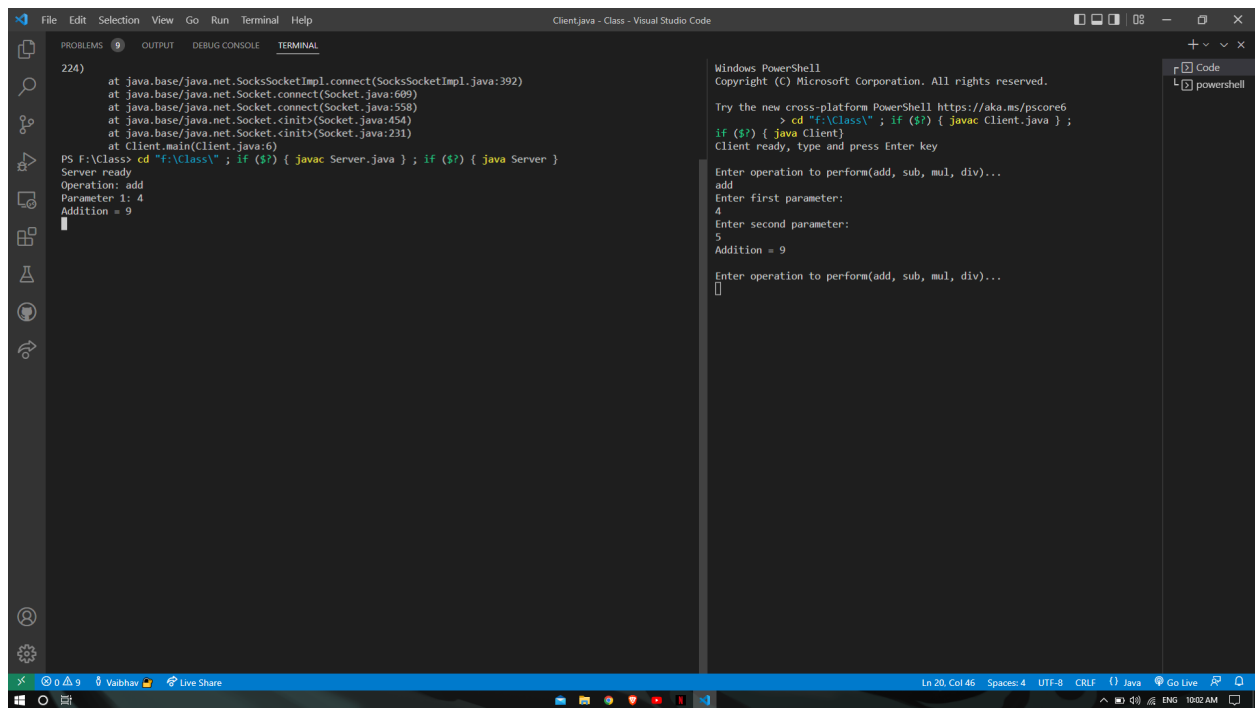 File Edit Selection View Go Run Terminal Help
Client.java - Class - Visual Studio Code
PROBLEMS 9 OUTPUT DEBUG CONSOLE TERMINAL
224)
at java.base/java.net.SocksSocketImpl.connect(SocksSocketImpl.java:392)
at java.base/java.net.Socket.connect(Socket.java:609)
at java.base/java.net.Socket.connect(Socket.java:558)
at java.base/java.net.Socket.<init>(Socket.java:454)
at java.base/java.net.Socket.<init>(Socket.java:231)
at Client.main(Client.java:6)
PS F:\Class> cd "f:\Class\" ; if ($?) { javac Server.java } ; if ($?) { java Server }
Server ready
Operation: add
Parameter 1: 4
Addition = 9
Windows PowerShell
Copyright (C) Microsoft Corporation. All rights reserved.
Try the new cross-platform PowerShell https://aka.ms/pscore6
> cd "f:\Class\" ; if ($?) { javac Client.java } ;
if ($?) { java Client}
Client ready, type and press Enter key
Enter operation to perform(add, sub, mul, div)...
add
Enter first parameter:
4
Enter second parameter:
5
Addition = 9
Enter operation to perform(add, sub, mul, div)...
Code
powershell
0 9 Vaibhav Live Share
Ln 20, Col 46 Spaces: 4 UTF-8 CRLF {} Java Go Live
ENG 10:02 AM